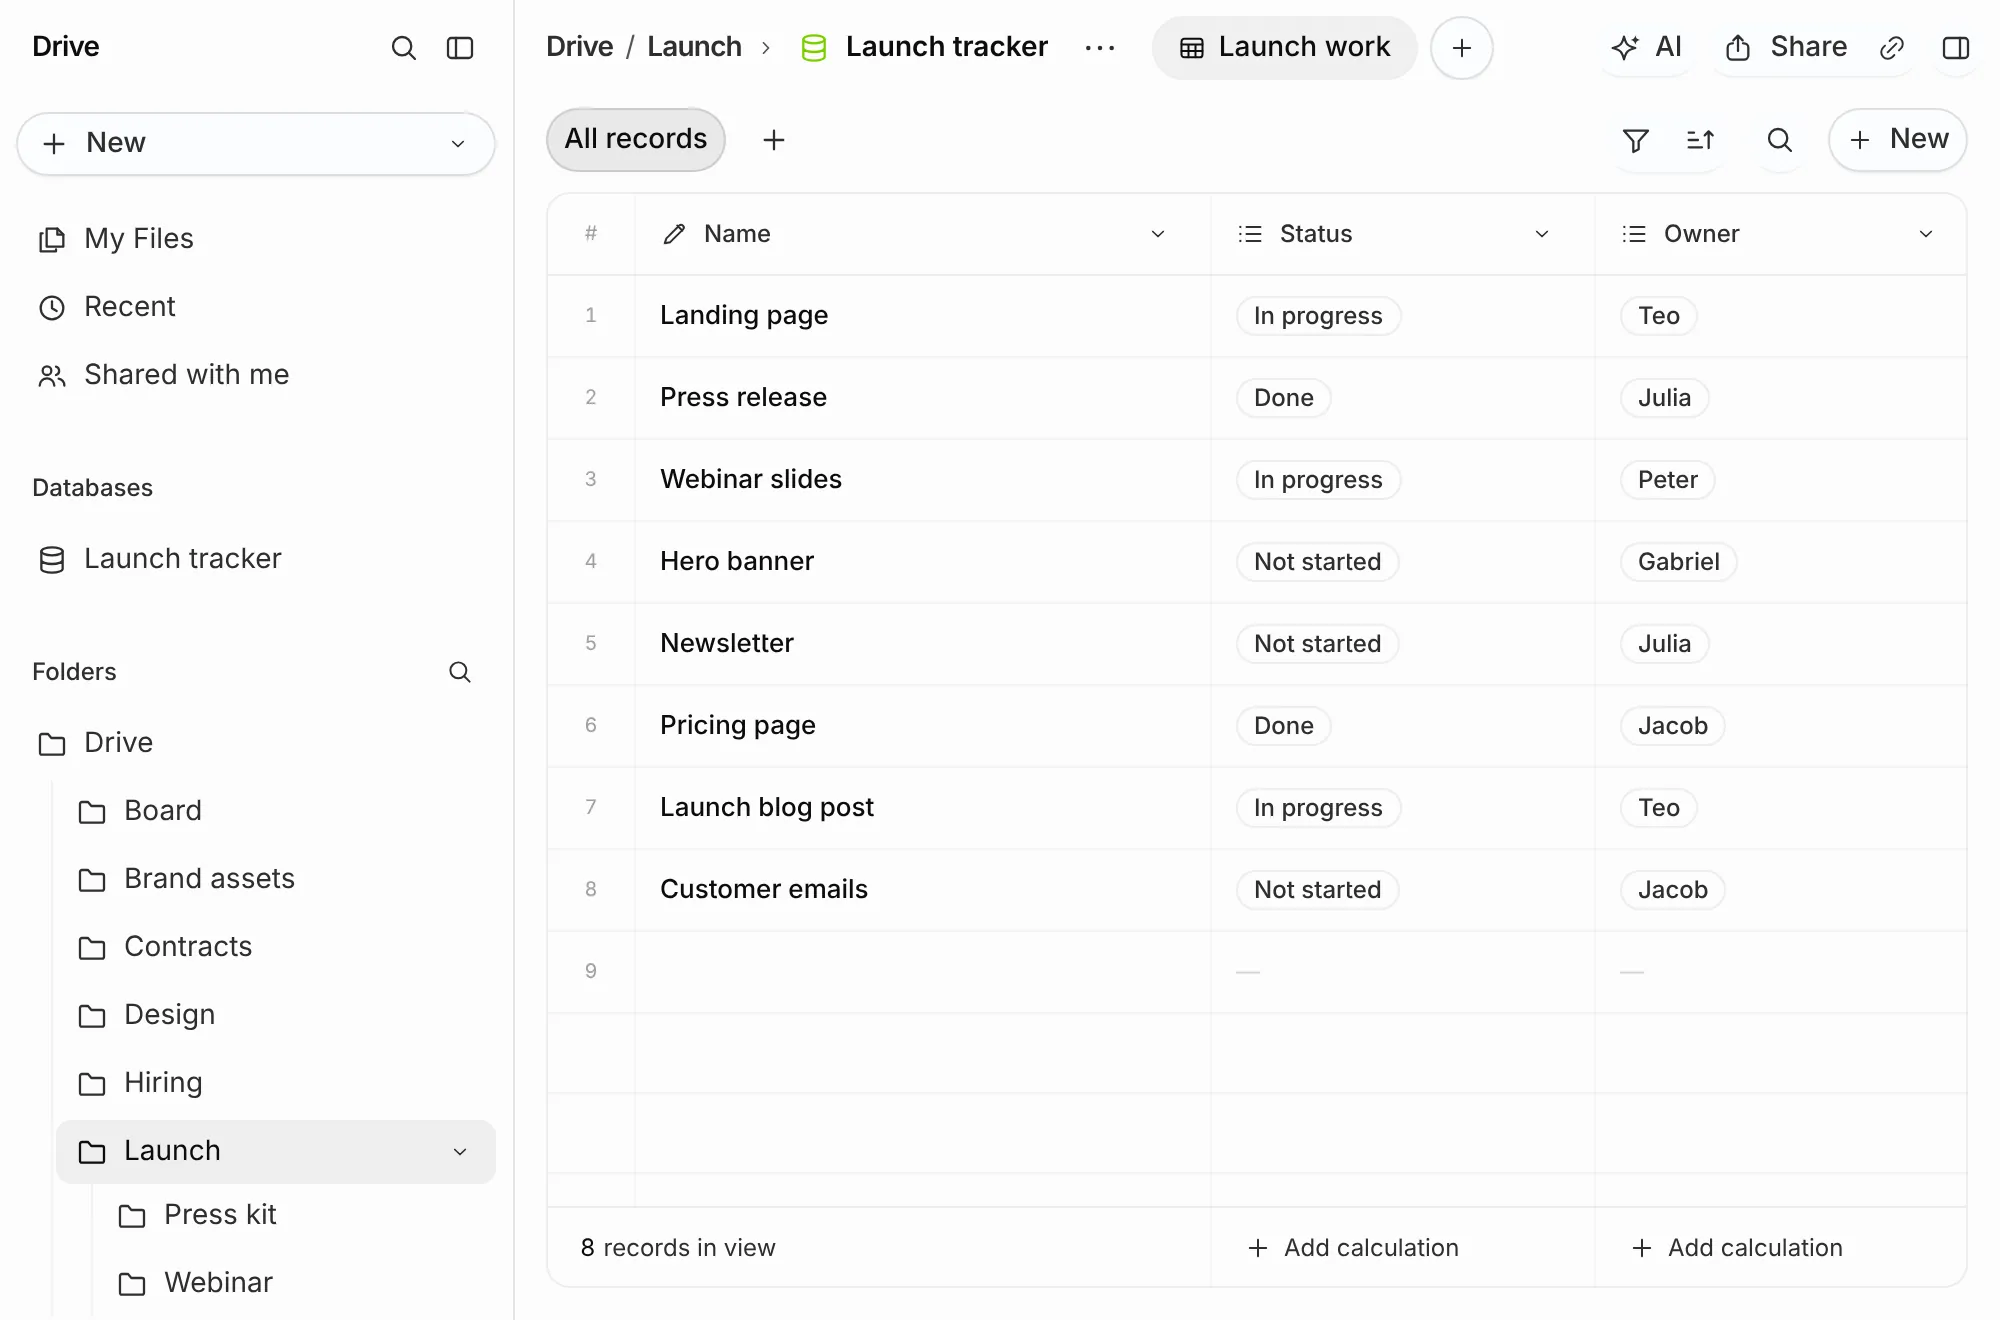 Drive
New
My Files
Recent
Shared with me
Databases
Launch tracker
Folders
Drive
Board
Brand assets
Contracts
Design
Hiring
Launch
Press kit
Webinar
Drive / Launch › Launch tracker ··· Launch work +
AI Share
All records +
New
# Name Status Owner
1 Landing page In progress Teo
2 Press release Done Julia
3 Webinar slides In progress Peter
4 Hero banner Not started Gabriel
5 Newsletter Not started Julia
6 Pricing page Done Jacob
7 Launch blog post In progress Teo
8 Customer emails Not started Jacob
9 — —
8 records in view + Add calculation + Add calculation